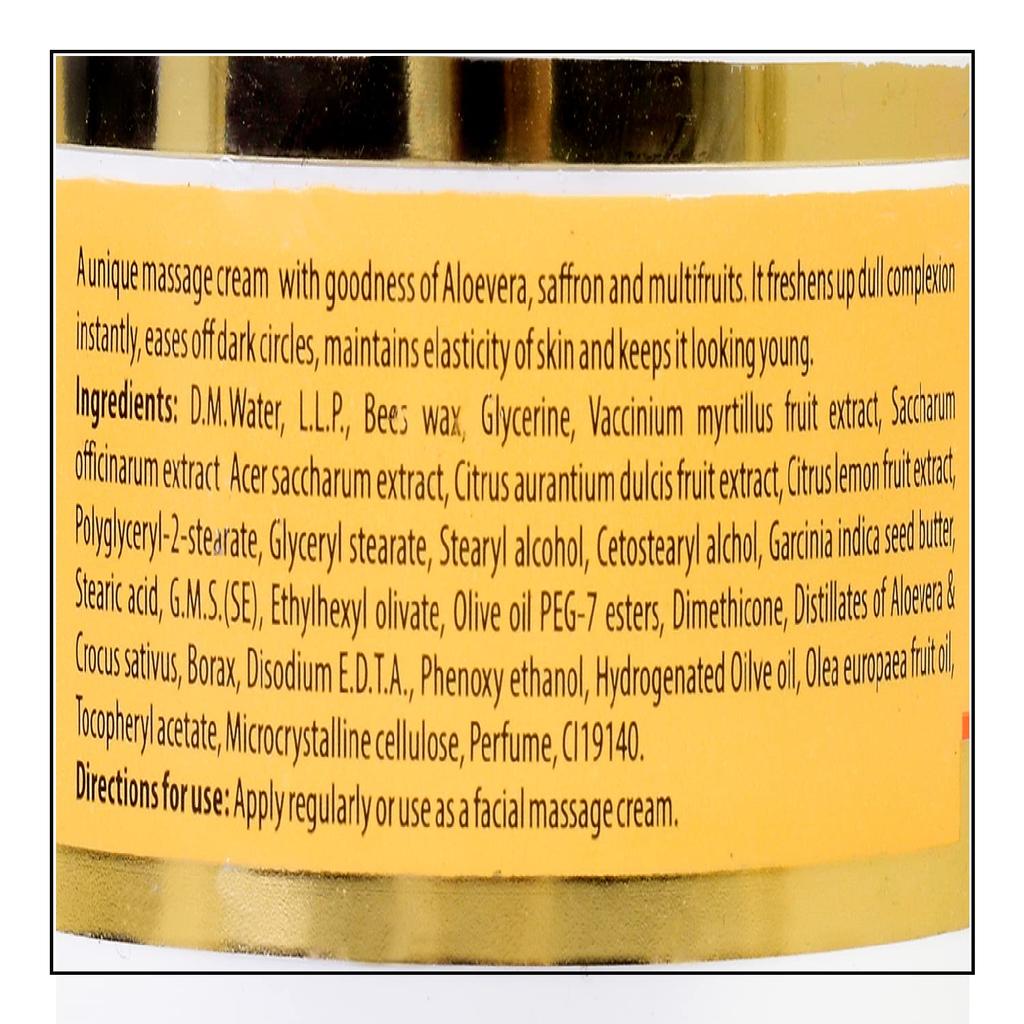 A unique massage cream with goodness of Aloevera, saffron and multifruits. It freshens up dull complexion
instantly, eases off dark circles, maintains elasticity of skin and keeps it looking young.
Ingredients: D.M.Water, L.L.P., Bees wax, Glycerine, Vaccinium myrtillus fruit extract, Saccharum
officinarum extract Acer saccharum extract, Citrus aurantium dulcis fruit extract, Citrus lemon fruit extract,
Polyglyceryl-2-stearate, Glyceryl stearate, Stearyl alcohol, Cetostearyl alchol, Garcinia indica seed butter,
Stearic acid, G.M.S.(SE), Ethylhexyl olivate, Olive oil PEG-7 esters, Dimethicone, Distillates of Aloevera &
Crocus sativus, Borax, Disodium E.D.T.A., Phenoxy ethanol, Hydrogenated Oilve oil, Olea europaea fruit oil,
Tocopheryl acetate, Microcrystalline cellulose, Perfume, CI19140.
Directions for use: Apply regularly or use as a facial massage cream.